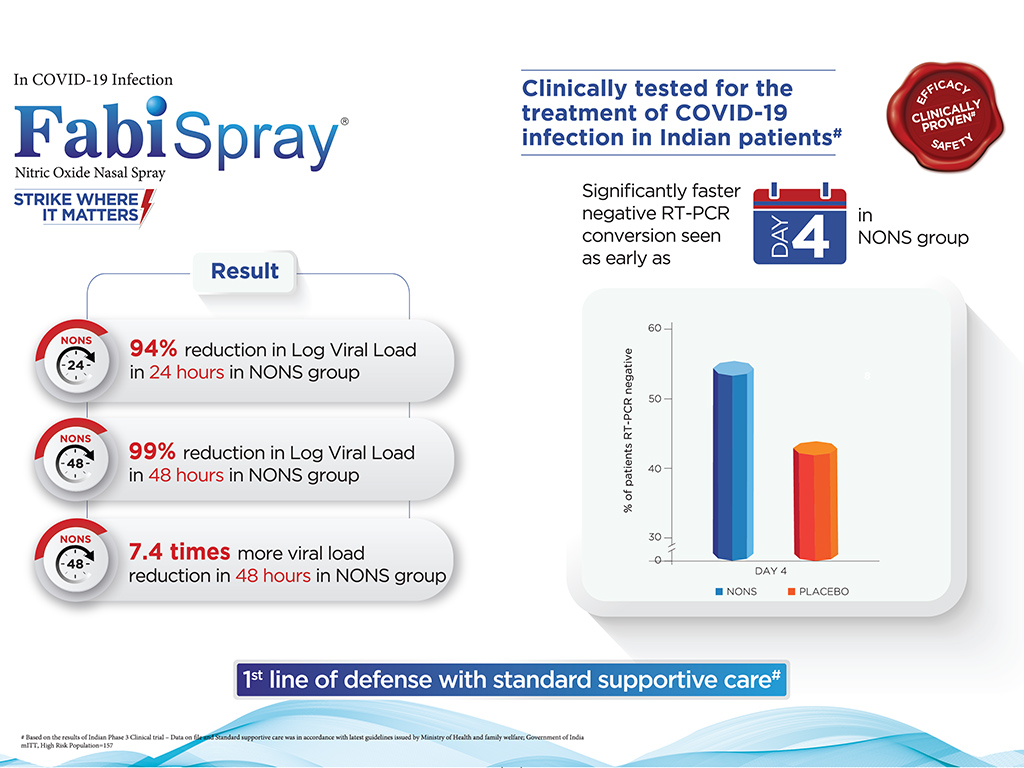 In COVID-19 Infection
FabiSpray®
Nitric Oxide Nasal Spray
STRIKE WHERE
IT MATTERS
Clinically tested for the
treatment of COVID-19
infection in Indian patients#
EFFICACY
CLINICALLY
PROVEN#
SAFETY
Significantly faster
negative RT-PCR
conversion seen
as early as
DAY 4
in
NONS group
Result
NONS
24
94% reduction in Log Viral Load
in 24 hours in NONS group
NONS
48
99% reduction in Log Viral Load
in 48 hours in NONS group
NONS
48
7.4 times more viral load
reduction in 48 hours in NONS group
% of patients RT-PCR negative
60
50
40
30
0
DAY 4
NONS PLACEBO
1st line of defense with standard supportive care#
# Based on the results of Indian Phase 3 Clinical trial – Data on file and Standard supportive care was in accordance with latest guidelines issued by Ministry of Health and family welfare; Government of India
mITT, High Risk Population=157